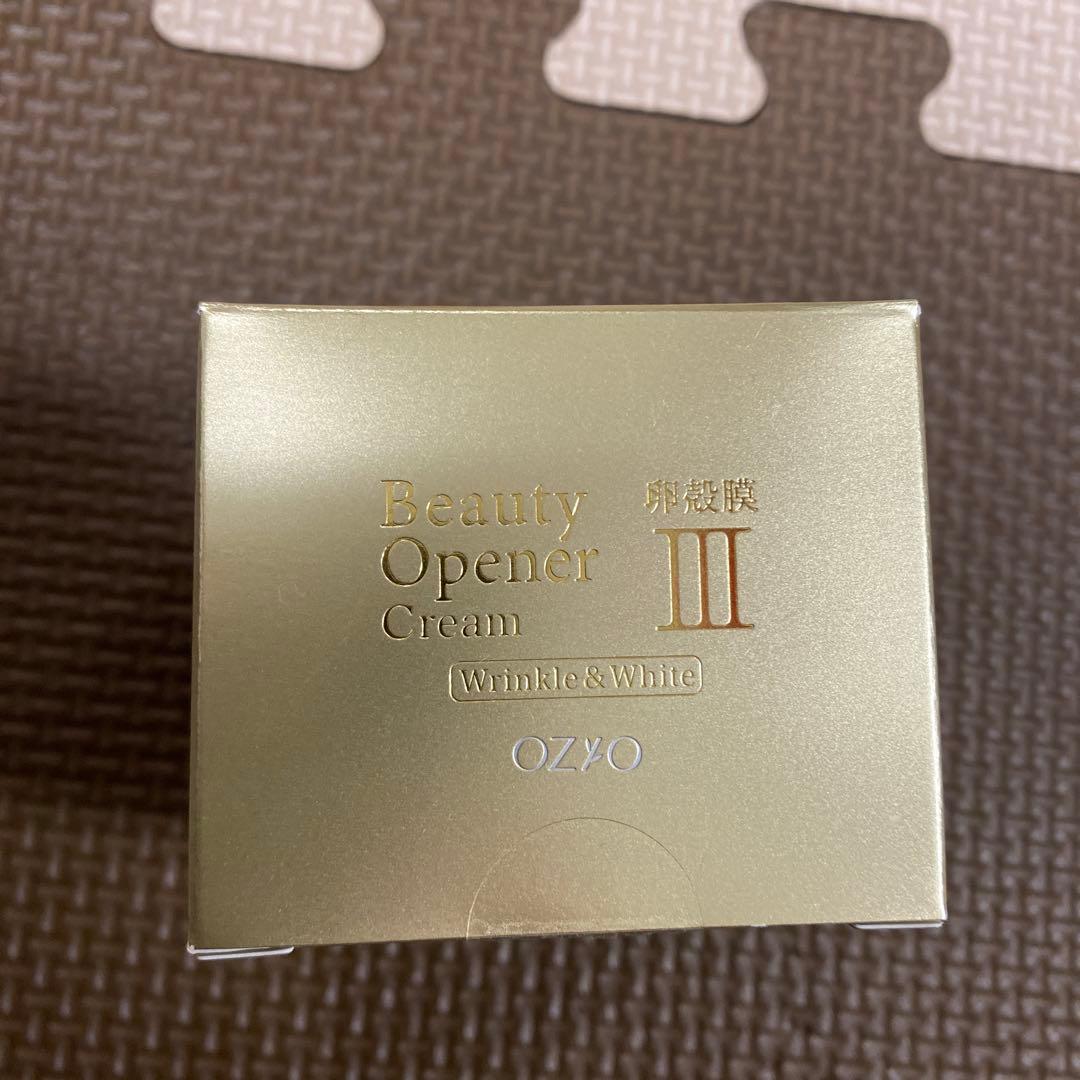 Beauty
Opener
Cream
卵殻膜
III
Wrinkle & White
OZIO